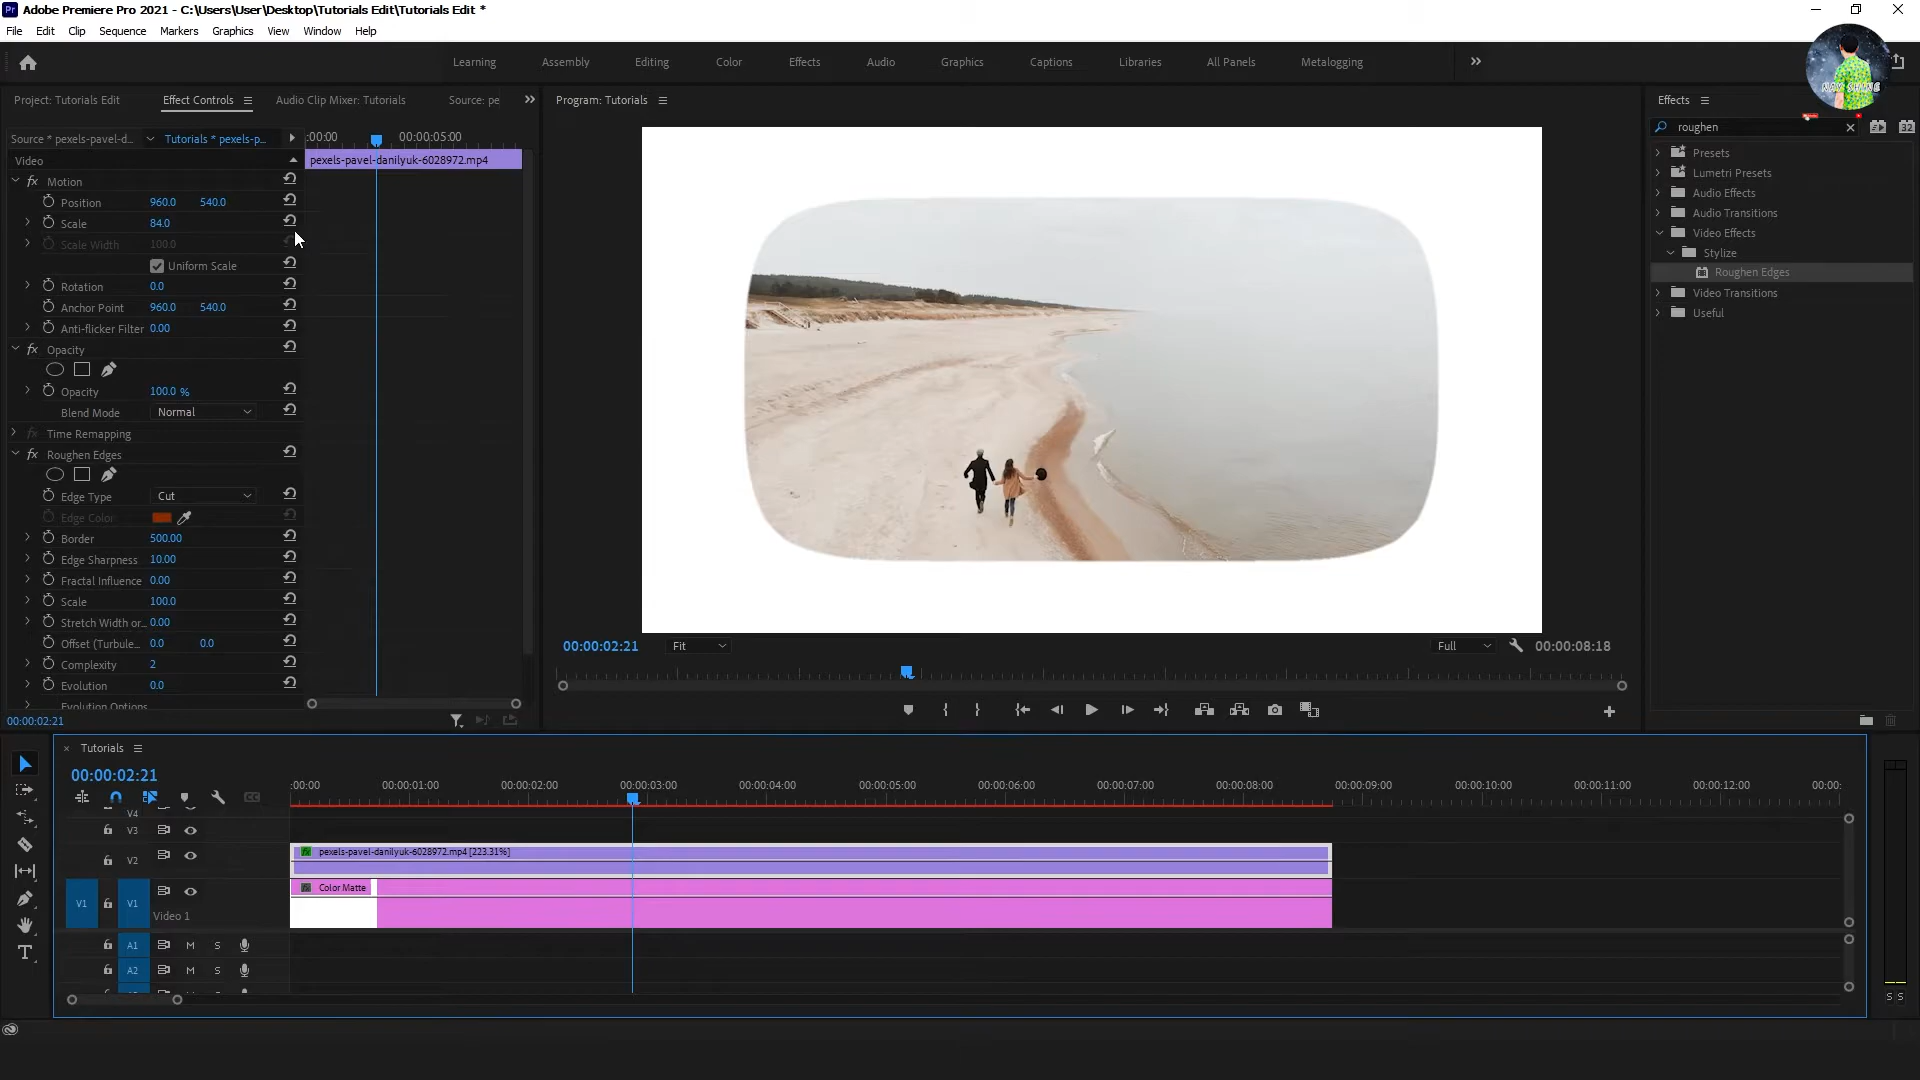 Adobe Premiere Pro 2021 - C:\Users\User\Desktop\Tutorials Edit\Tutorials Edit *
File Edit Clip Sequence Markers Graphics View Window Help
Learning Assembly Editing Color Effects Audio Graphics Captions Libraries All Panels Metalogging
NAY SHINE
Project: Tutorials Edit Effect Controls Audio Clip Mixer: Tutorials Source: pe
Program: Tutorials
Effects
Source * pexels-pavel-d... Tutorials * pexels-p...
:00:00 00:00:05:00
roughen
32
Video
pexels-pavel-danilyuk-6028972.mp4
Motion
Position 960.0 540.0
Scale 84.0
Scale Width 100.0
Uniform Scale
Rotation 0.0
Anchor Point 960.0 540.0
Anti-flicker Filter 0.00
Opacity
Opacity 100.0 %
Blend Mode Normal
Time Remapping
Roughen Edges
Edge Type Cut
Edge Color
Border 500.00
Edge Sharpness 10.00
Fractal Influence 0.00
Scale 100.0
Stretch Width or... 0.00
Offset (Turbule... 0.0 0.0
Complexity 2
Evolution 0.0
Evolution Options
00:00:02:21
Presets
Lumetri Presets
Audio Effects
Audio Transitions
Video Effects
Stylize
Roughen Edges
Video Transitions
Useful
00:00:02:21 Fit Full 00:00:08:18
Tutorials
00:00:02:21
:00:00 00:00:01:00 00:00:02:00 00:00:03:00 00:00:04:00 00:00:05:00 00:00:06:00 00:00:07:00 00:00:08:00 00:00:09:00 00:00:10:00 00:00:11:00 00:00:12:00 00:00:
V4
V3
V2
pexels-pavel-danilyuk-6028972.mp4 [223.31%]
Color Matte
V1 V1
Video 1
A1 M S
A2 M S
S S